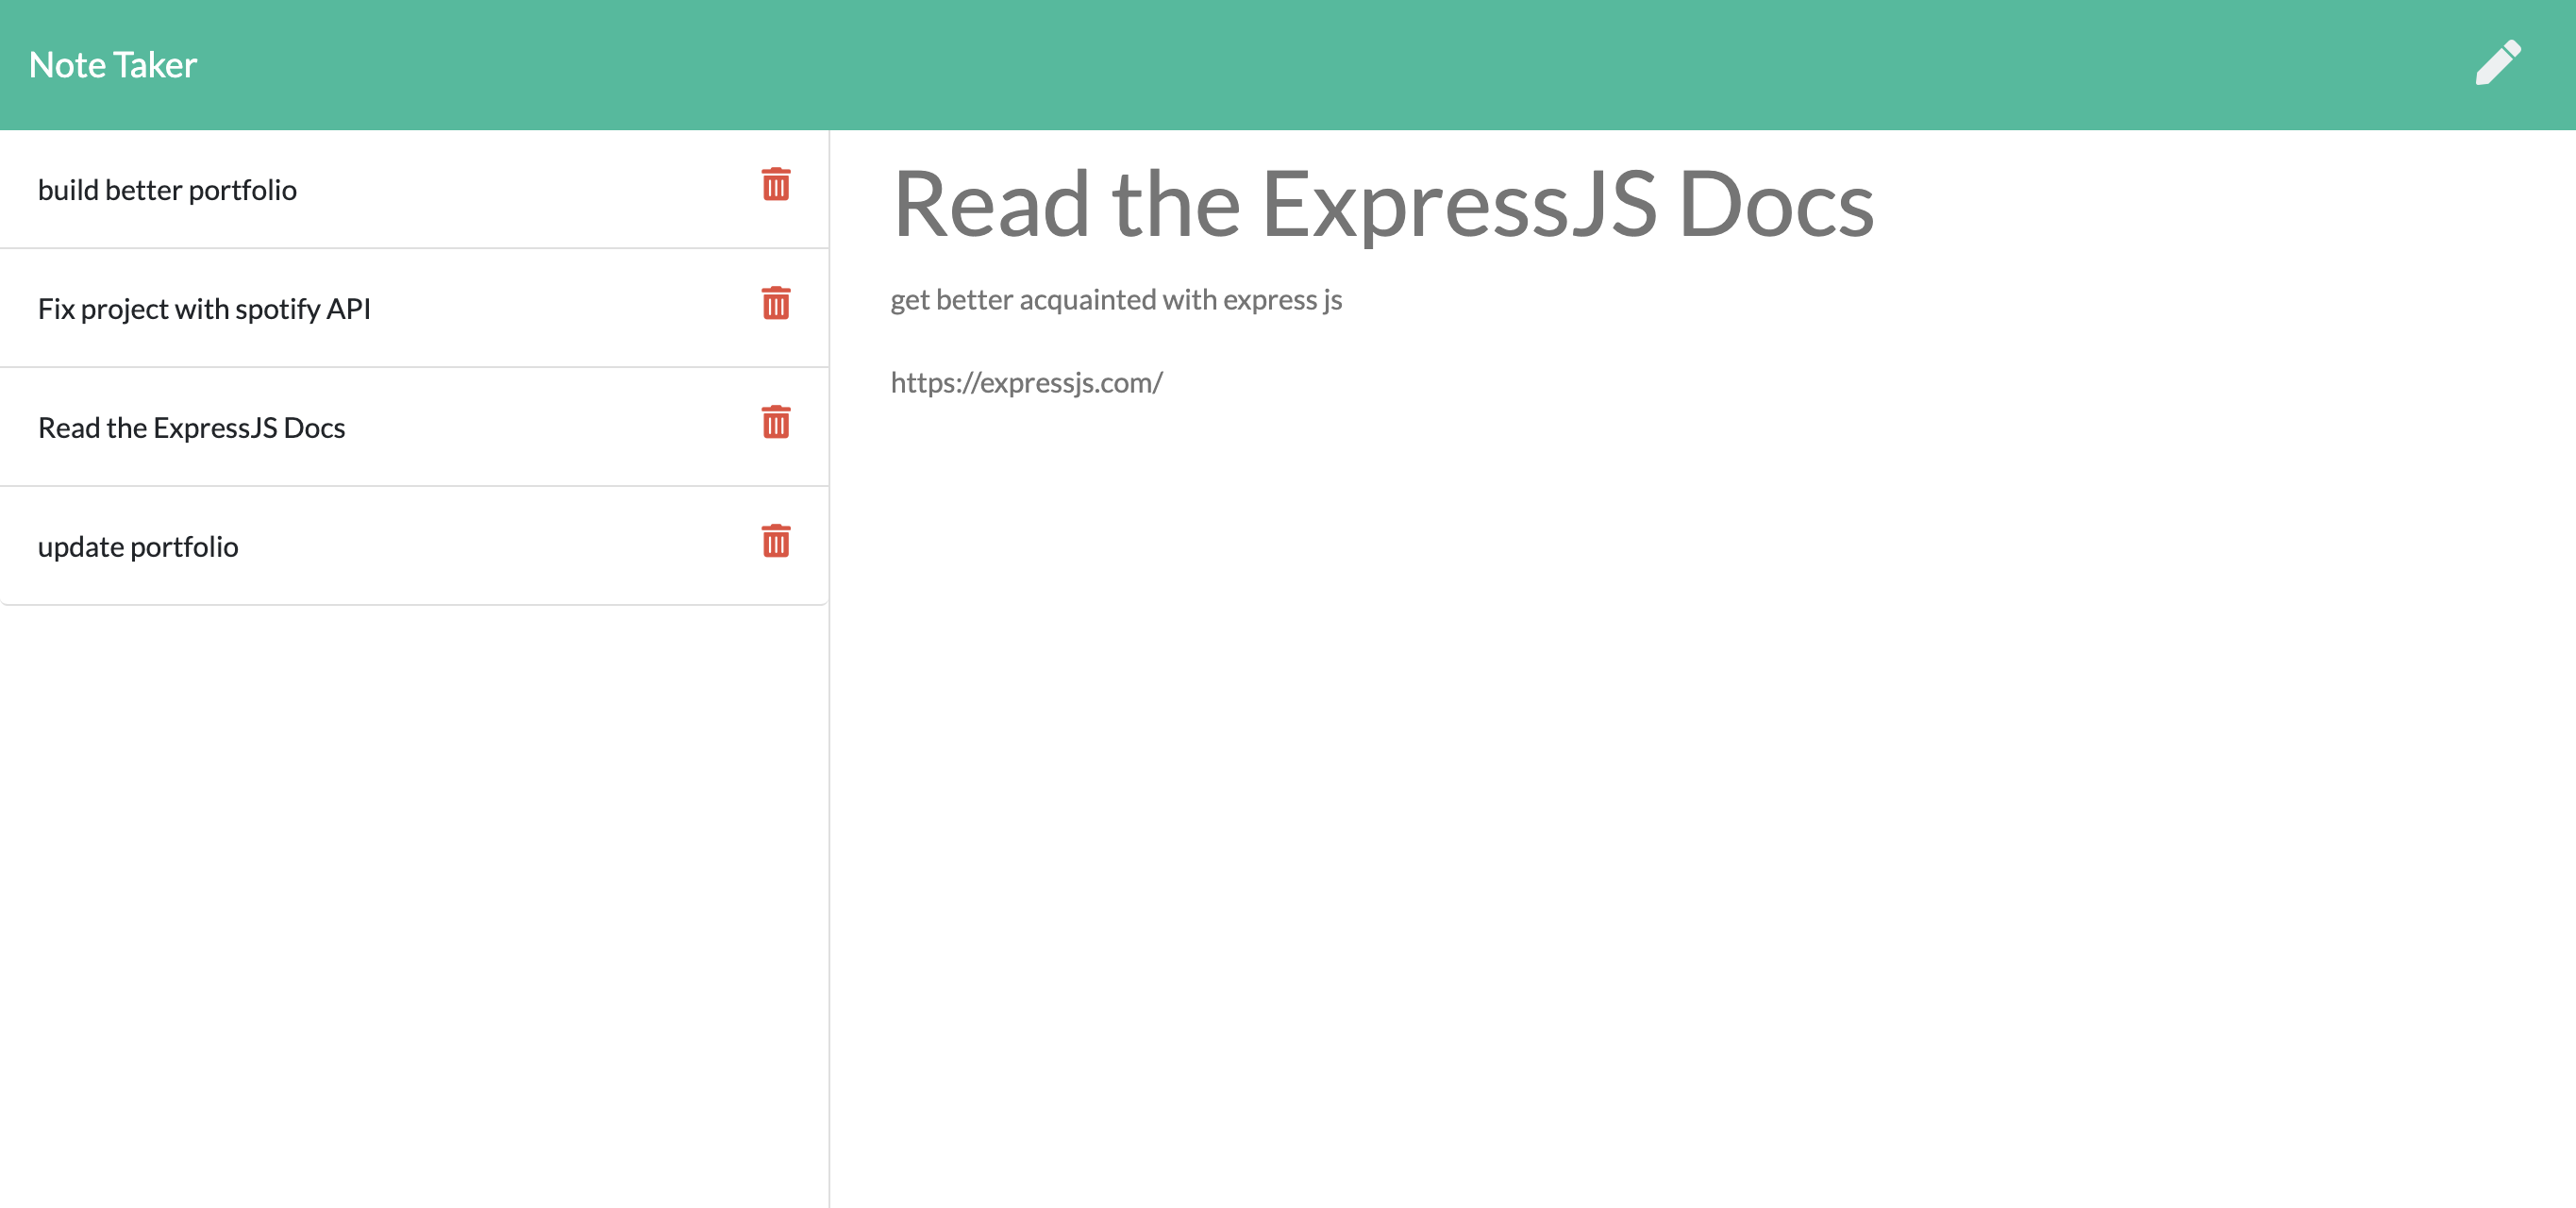 Note Taker
build better portfolio
Fix project with spotify API
Read the ExpressJS Docs
update portfolio
Read the ExpressJS Docs
get better acquainted with express js
https://expressjs.com/